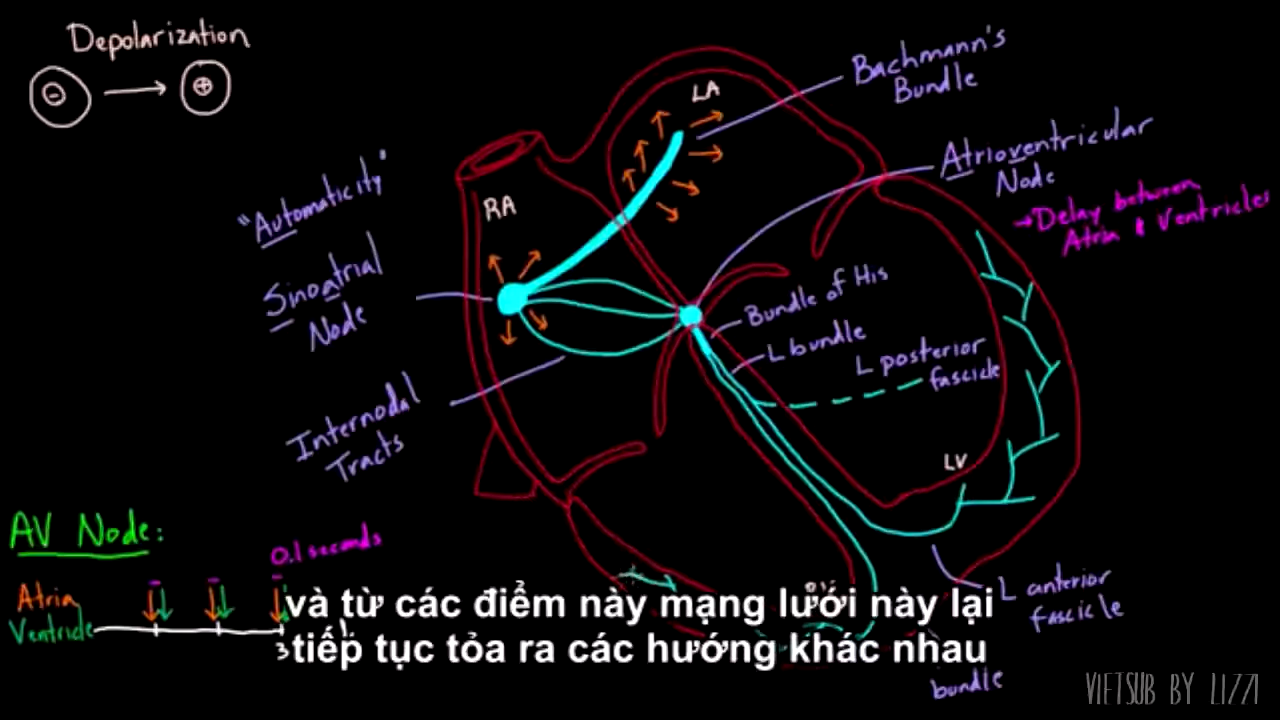 Depolarization
Bachmann's
Bundle
LA
Atrioventricular
Node
→Delay between
Atria & Ventricles
"Automaticity"
RA
Sinoatrial
Node
Bundle of His
L bundle
L posterior
fascicle
Internodal
Tracts
LV
AV Node:
0.1 seconds
Atria
Ventricle
L anterior
fascicle
và từ các điểm này mạng lưới này lại
tiếp tục tỏa ra các hướng khác nhau
bundle
VIETSUB BY LIZZI